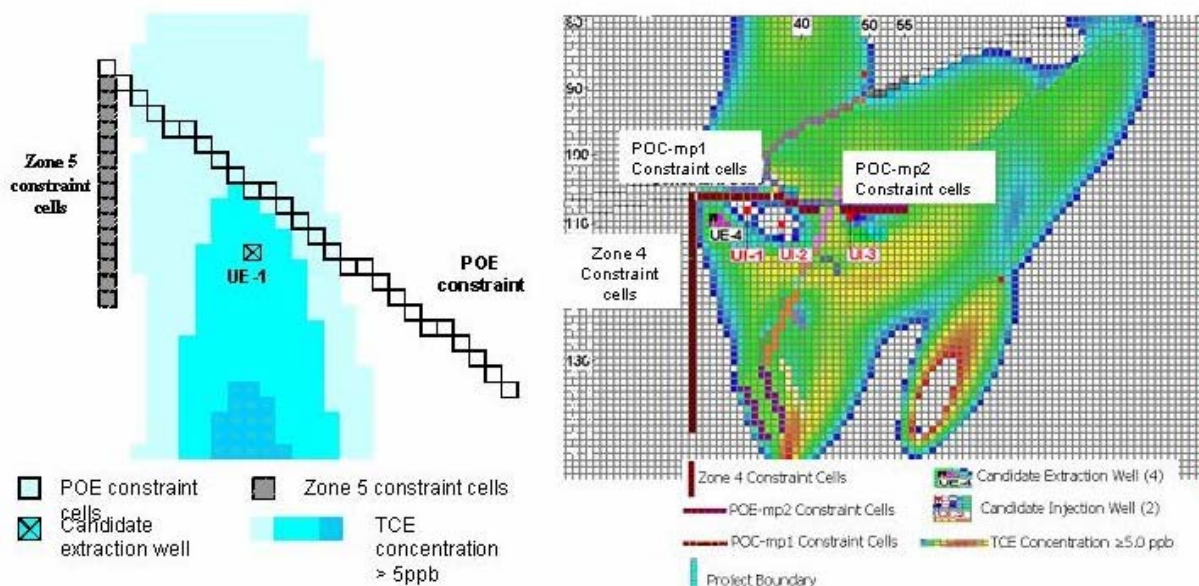 Zone 5
constraint
cells
UE -1
POE
constraint
POE constraint
cells
Zone 5 constraint cells
Candidate
extraction well
TCE
concentration
> 5ppb
40
50
55
90
POC-mp1
Constraint cells
POC-mp2
Constraint cells
UE-4
UI-1
UI-2
UI-3
Zone 4
Constraint
cells
130
Zone 4 Constraint Cells
POE-mp2 Constraint Cells
POC-mp1 Constraint Cells
Project Boundary
UE-4
Candidate Extraction Well (4)
Candidate Injection Well (2)
TCE Concentration ≥5.0 ppb